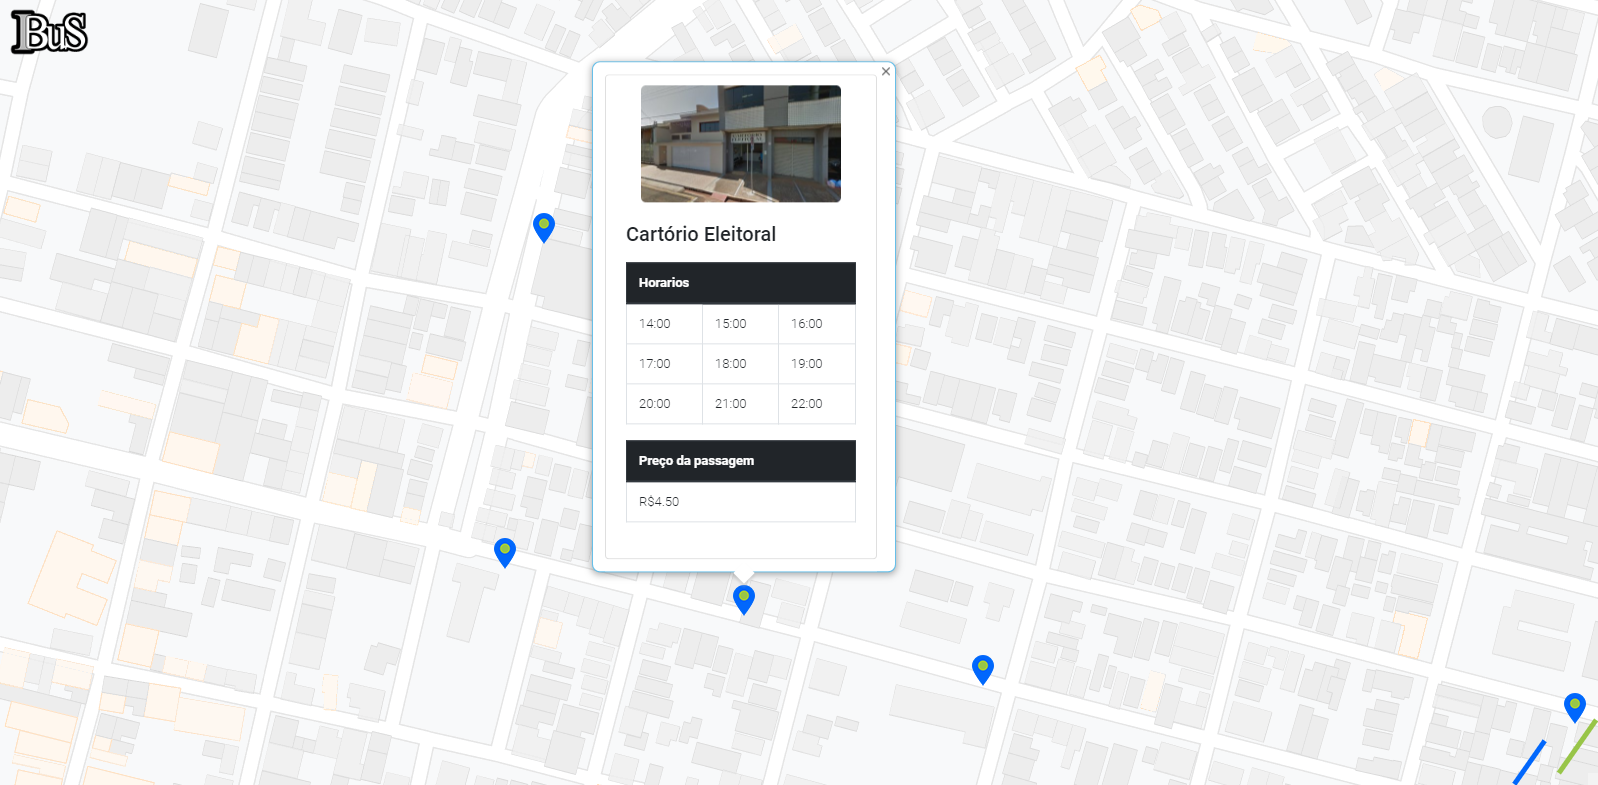 BuS
×
Cartório Eleitoral
Horarios
14:00 15:00 16:00
17:00 18:00 19:00
20:00 21:00 22:00
Preço da passagem
R$4.50